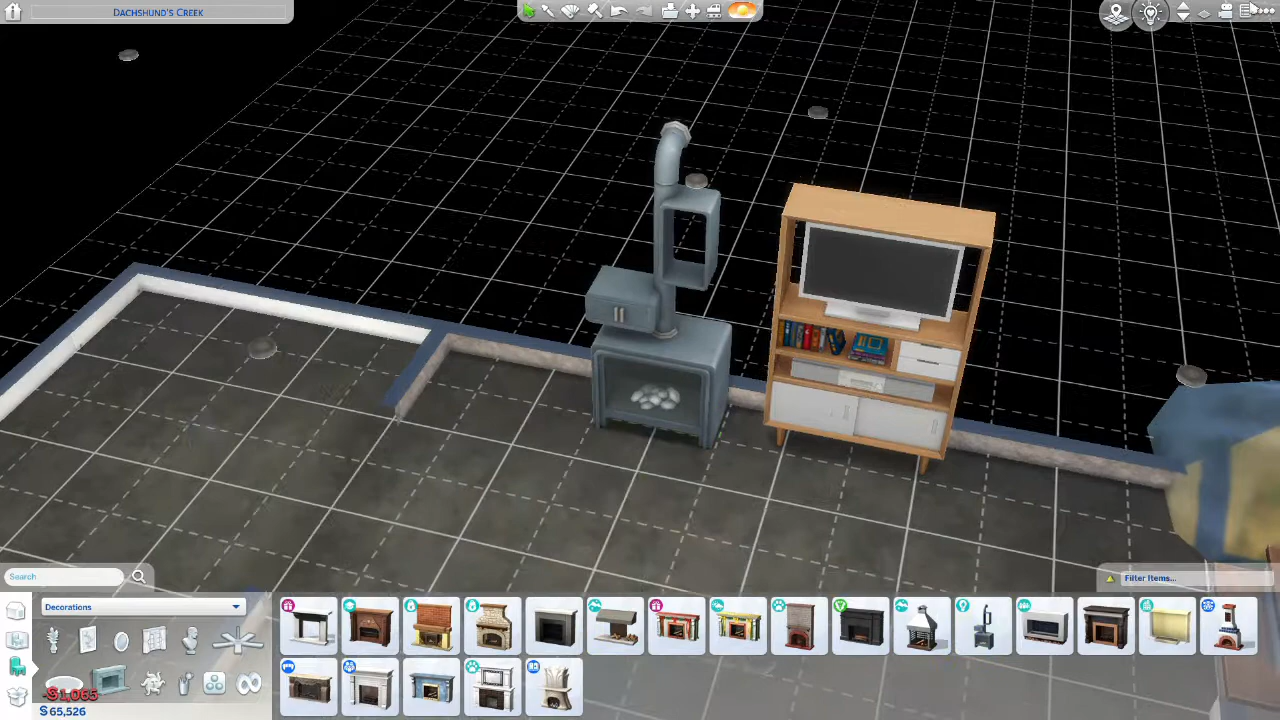 DACHSHUND'S CREEK
Search
Filter Items...
Decorations
-$1,065
$65,526